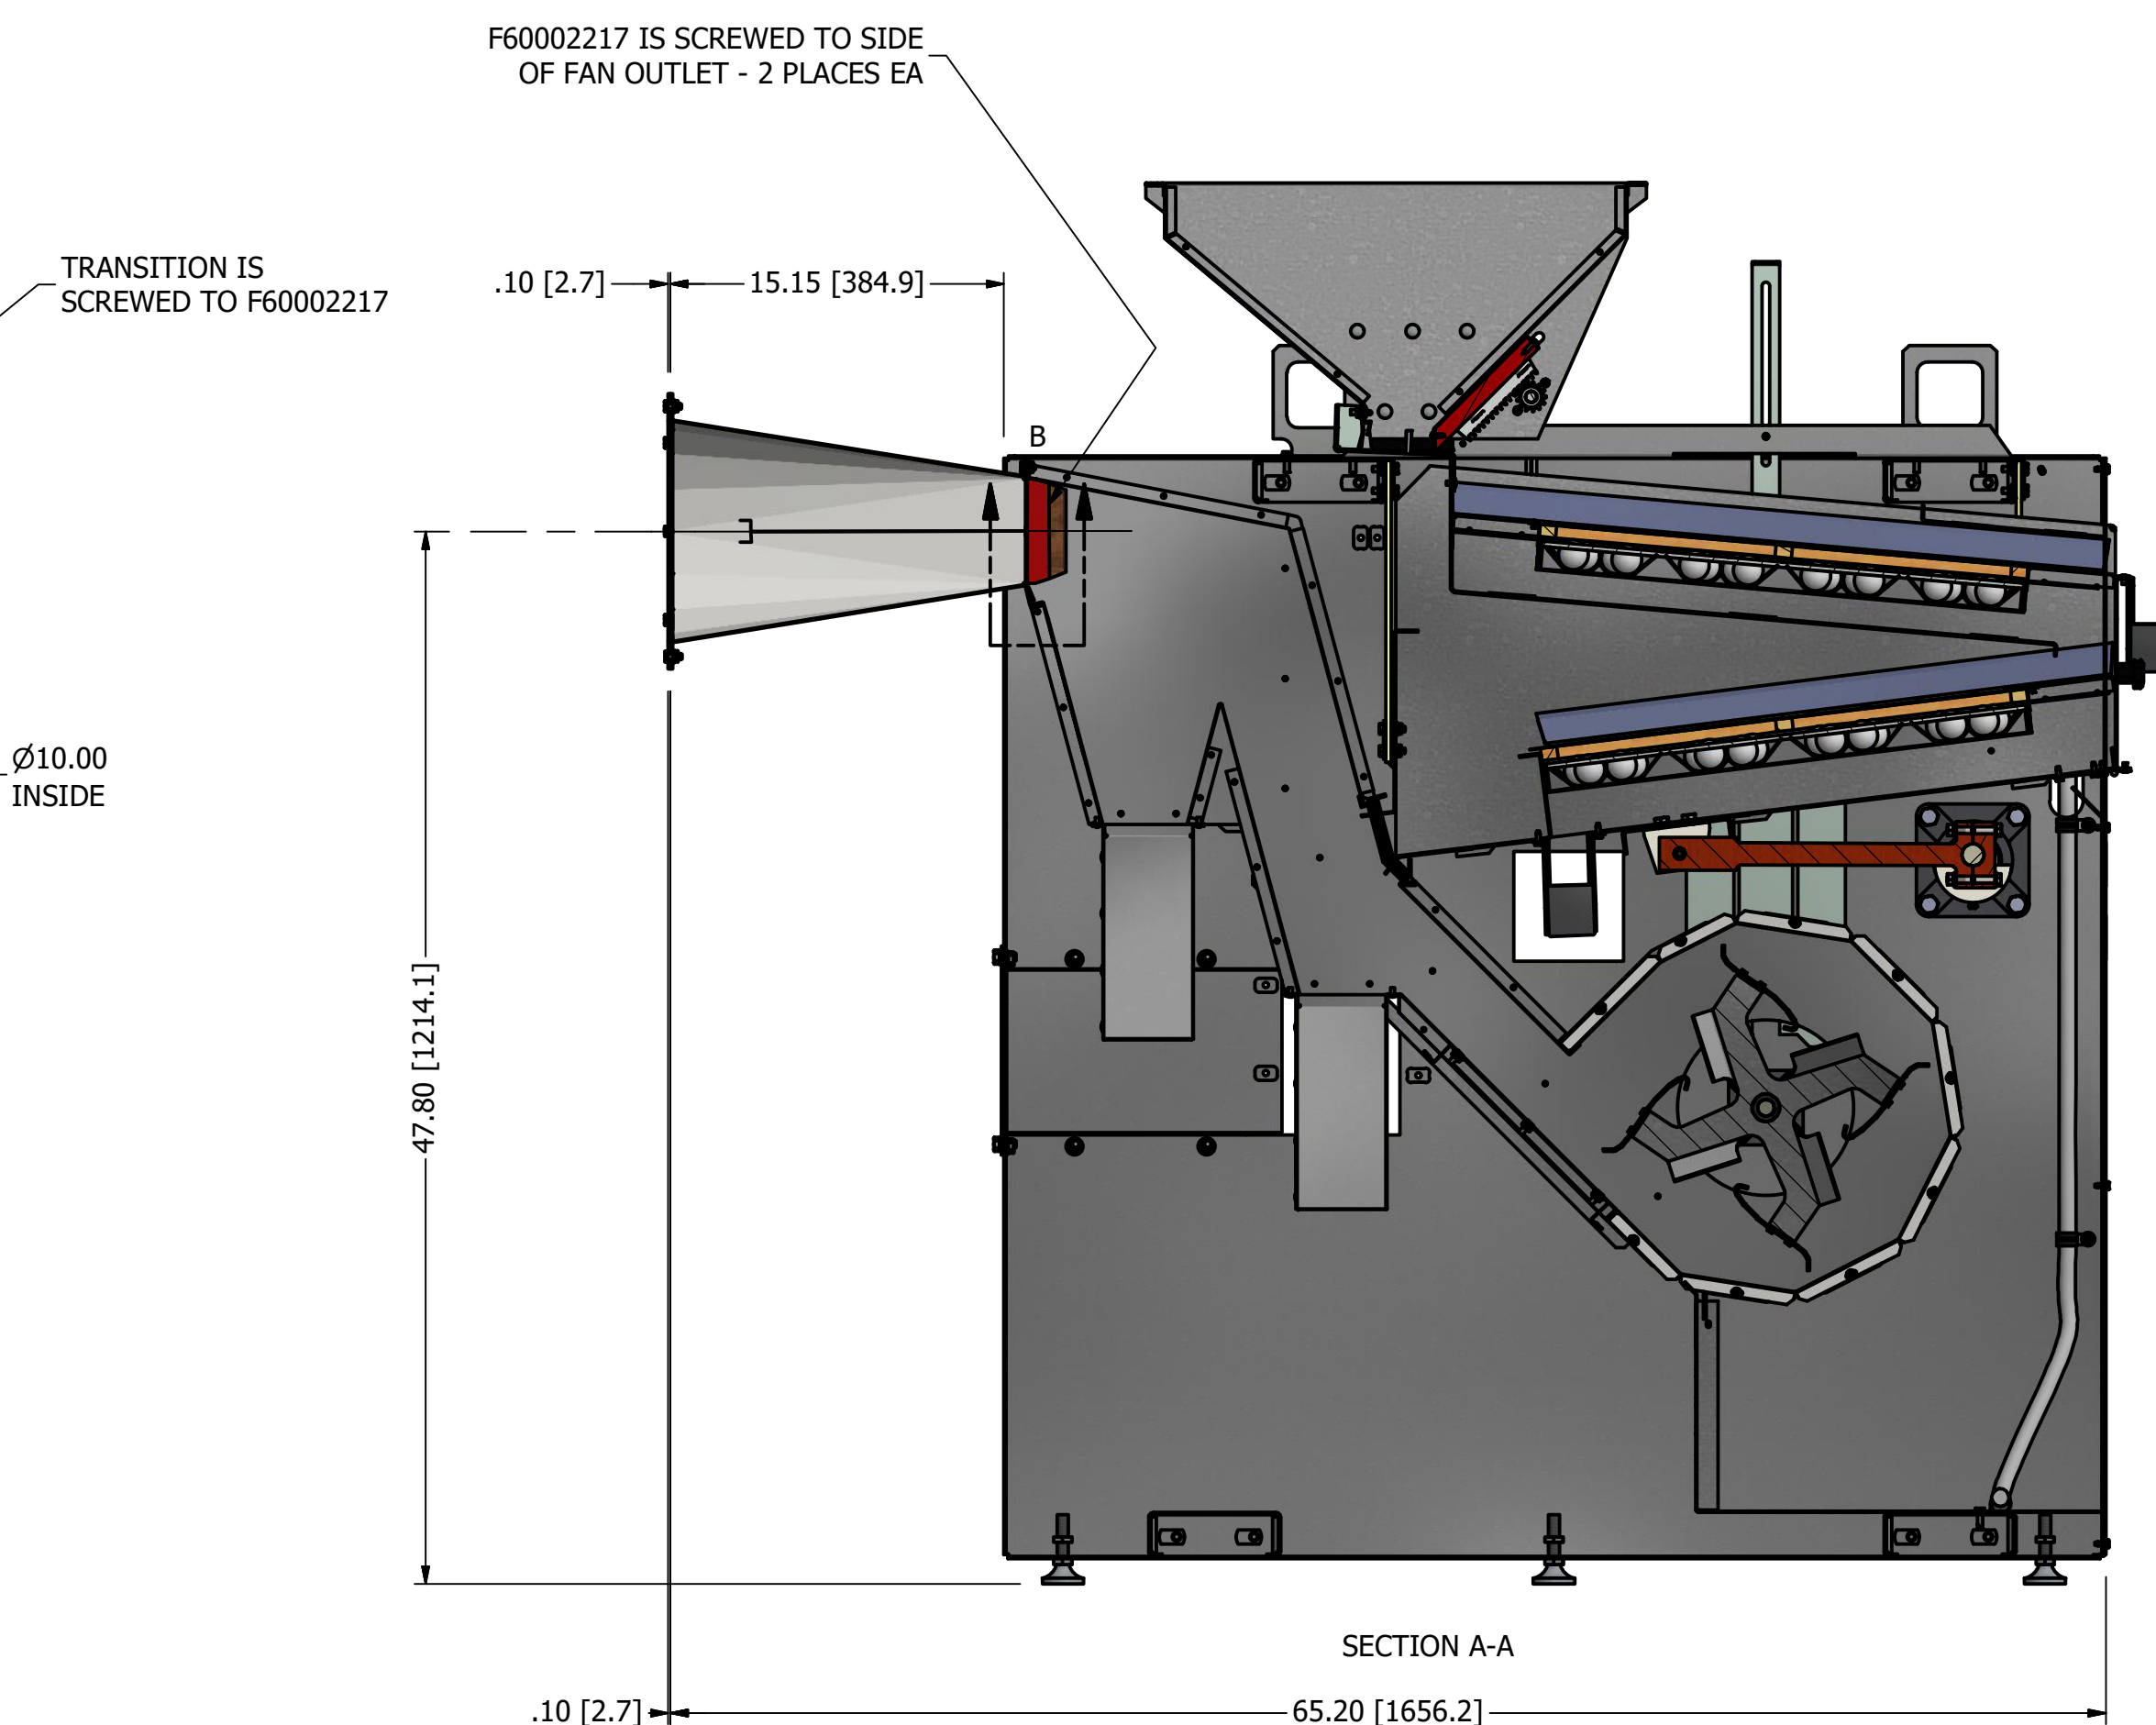 F60002217 IS SCREWED TO SIDE
OF FAN OUTLET - 2 PLACES EA
TRANSITION IS
SCREWED TO F60002217
.10 [2.7]
15.15 [384.9]
B
Ø10.00
INSIDE
47.80 [1214.1]
SECTION A-A
.10 [2.7]
65.20 [1656.2]